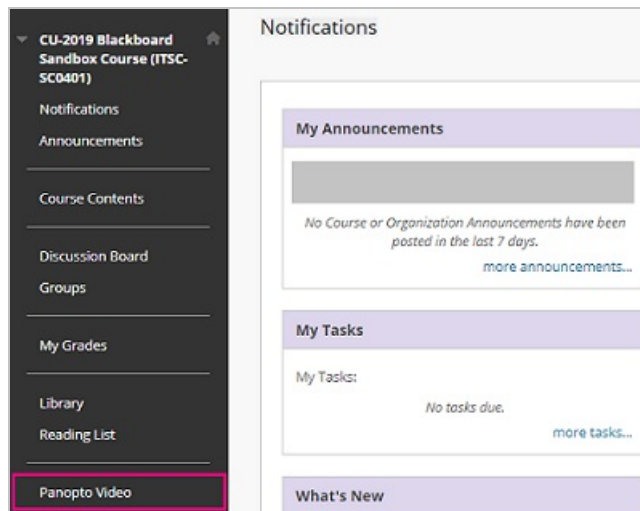 CU-2019 Blackboard
Sandbox Course (ITSC-
SC0401)
Notifications
Announcements
Course Contents
Discussion Board
Groups
My Grades
Library
Reading List
Panopto Video
Notifications
My Announcements
No Course or Organization Announcements have been
posted in the last 7 days.
more announcements...
My Tasks
My Tasks:
No tasks due.
more tasks...
What's New